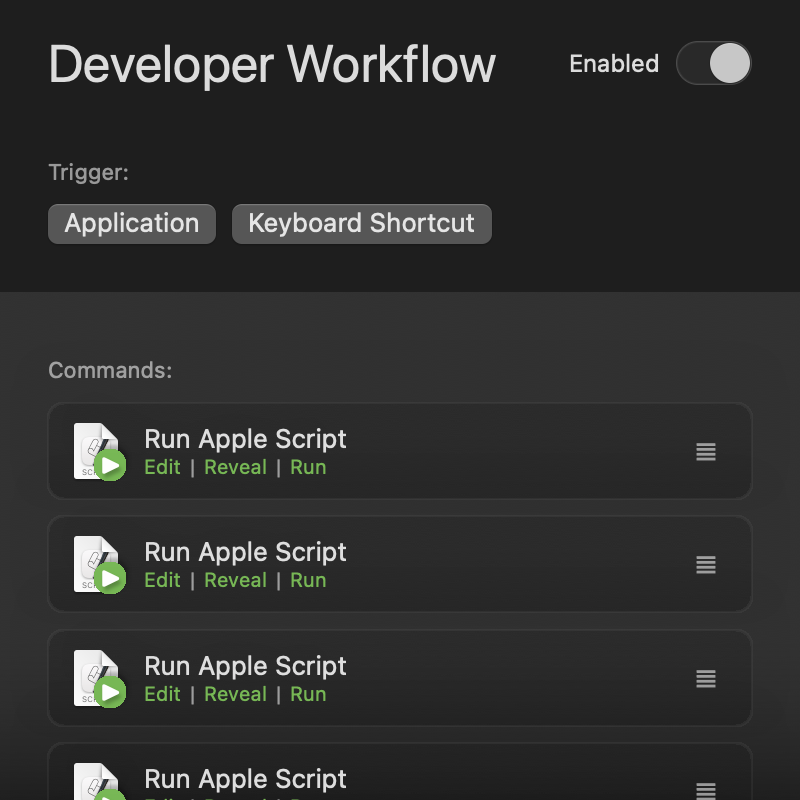 Developer Workflow
Enabled
Trigger:
Application
Keyboard Shortcut
Commands:
Run Apple Script
Edit | Reveal | Run
Run Apple Script
Edit | Reveal | Run
Run Apple Script
Edit | Reveal | Run
Run Apple Script